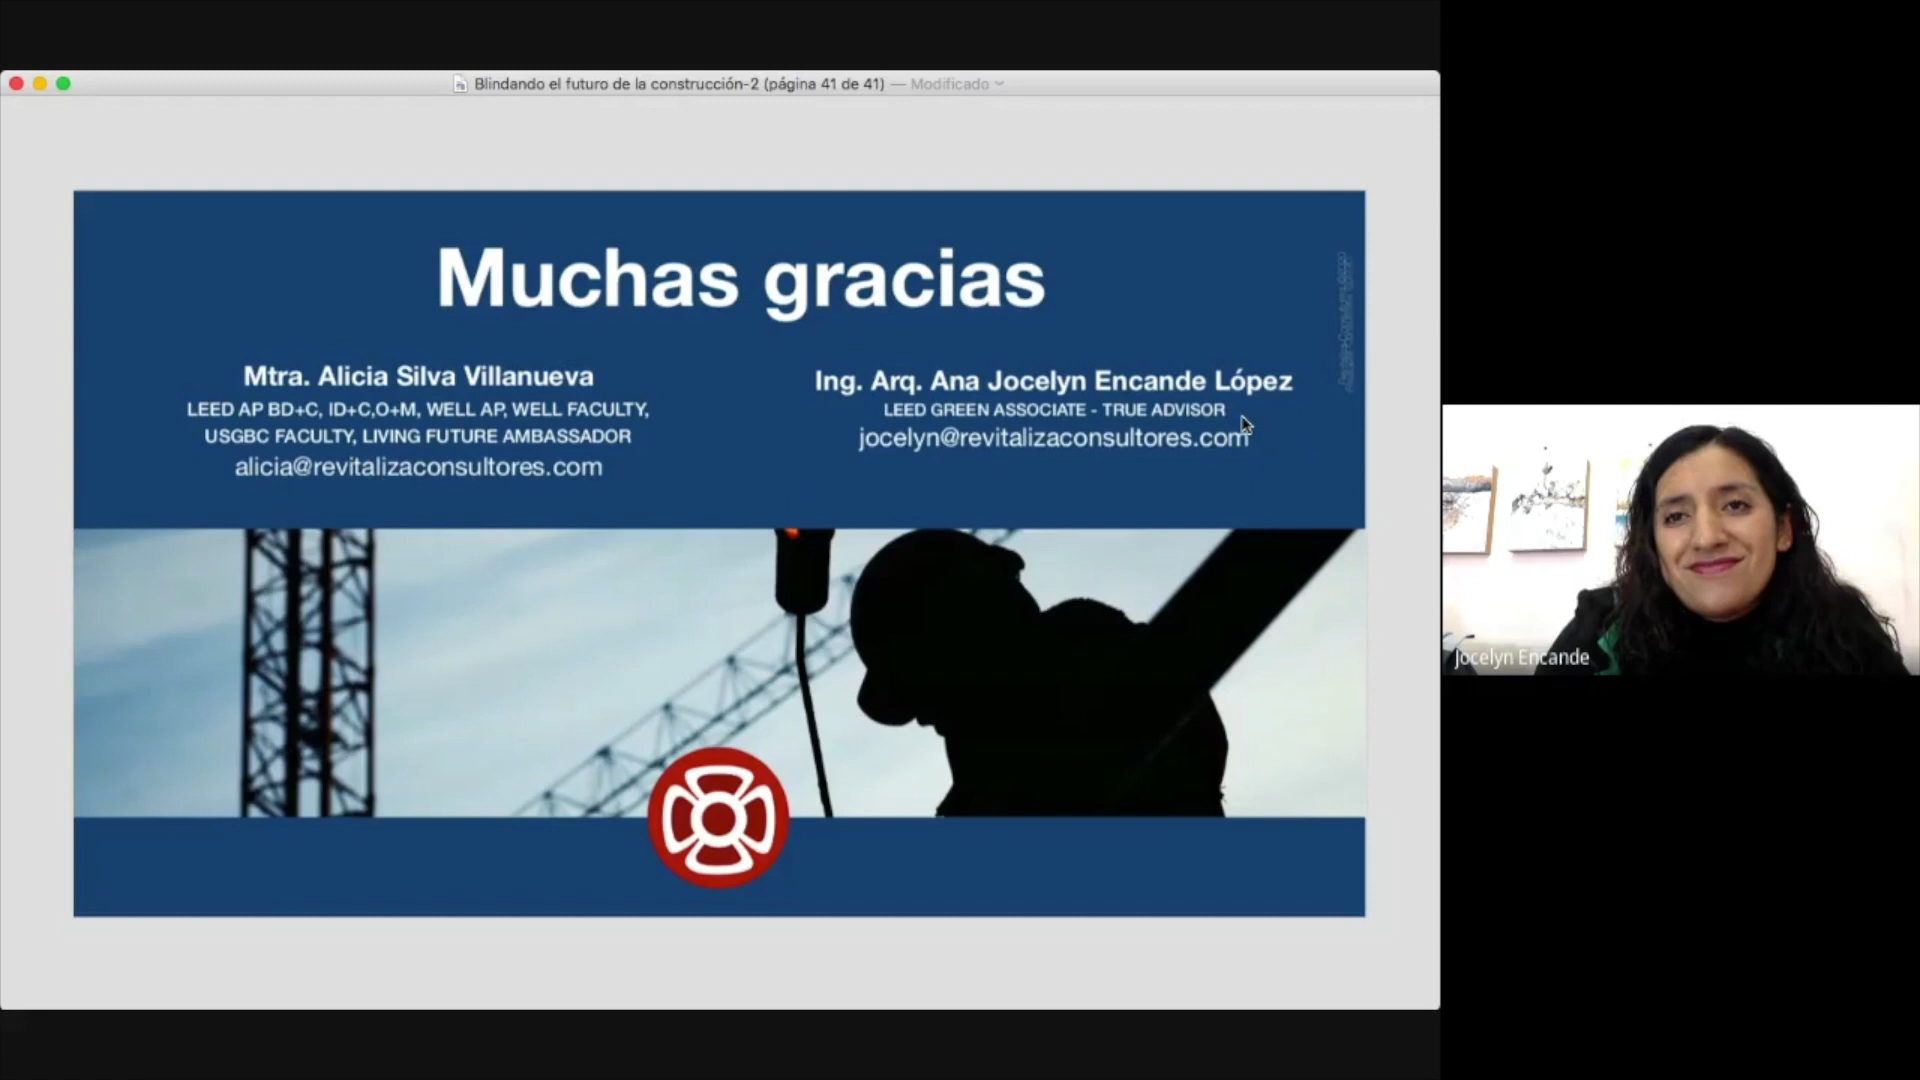 Blindando el futuro de la construcción-2 (página 41 de 41) — Modificado
Muchas gracias
Mtra. Alicia Silva Villanueva
LEED AP BD+C, ID+C,O+M, WELL AP, WELL FACULTY,
USGBC FACULTY, LIVING FUTURE AMBASSADOR
alicia@revitalizaconsultores.com
Ing. Arq. Ana Jocelyn Encande López
LEED GREEN ASSOCIATE - TRUE ADVISOR
jocelyn@revitalizaconsultores.com
Jocelyn Encande